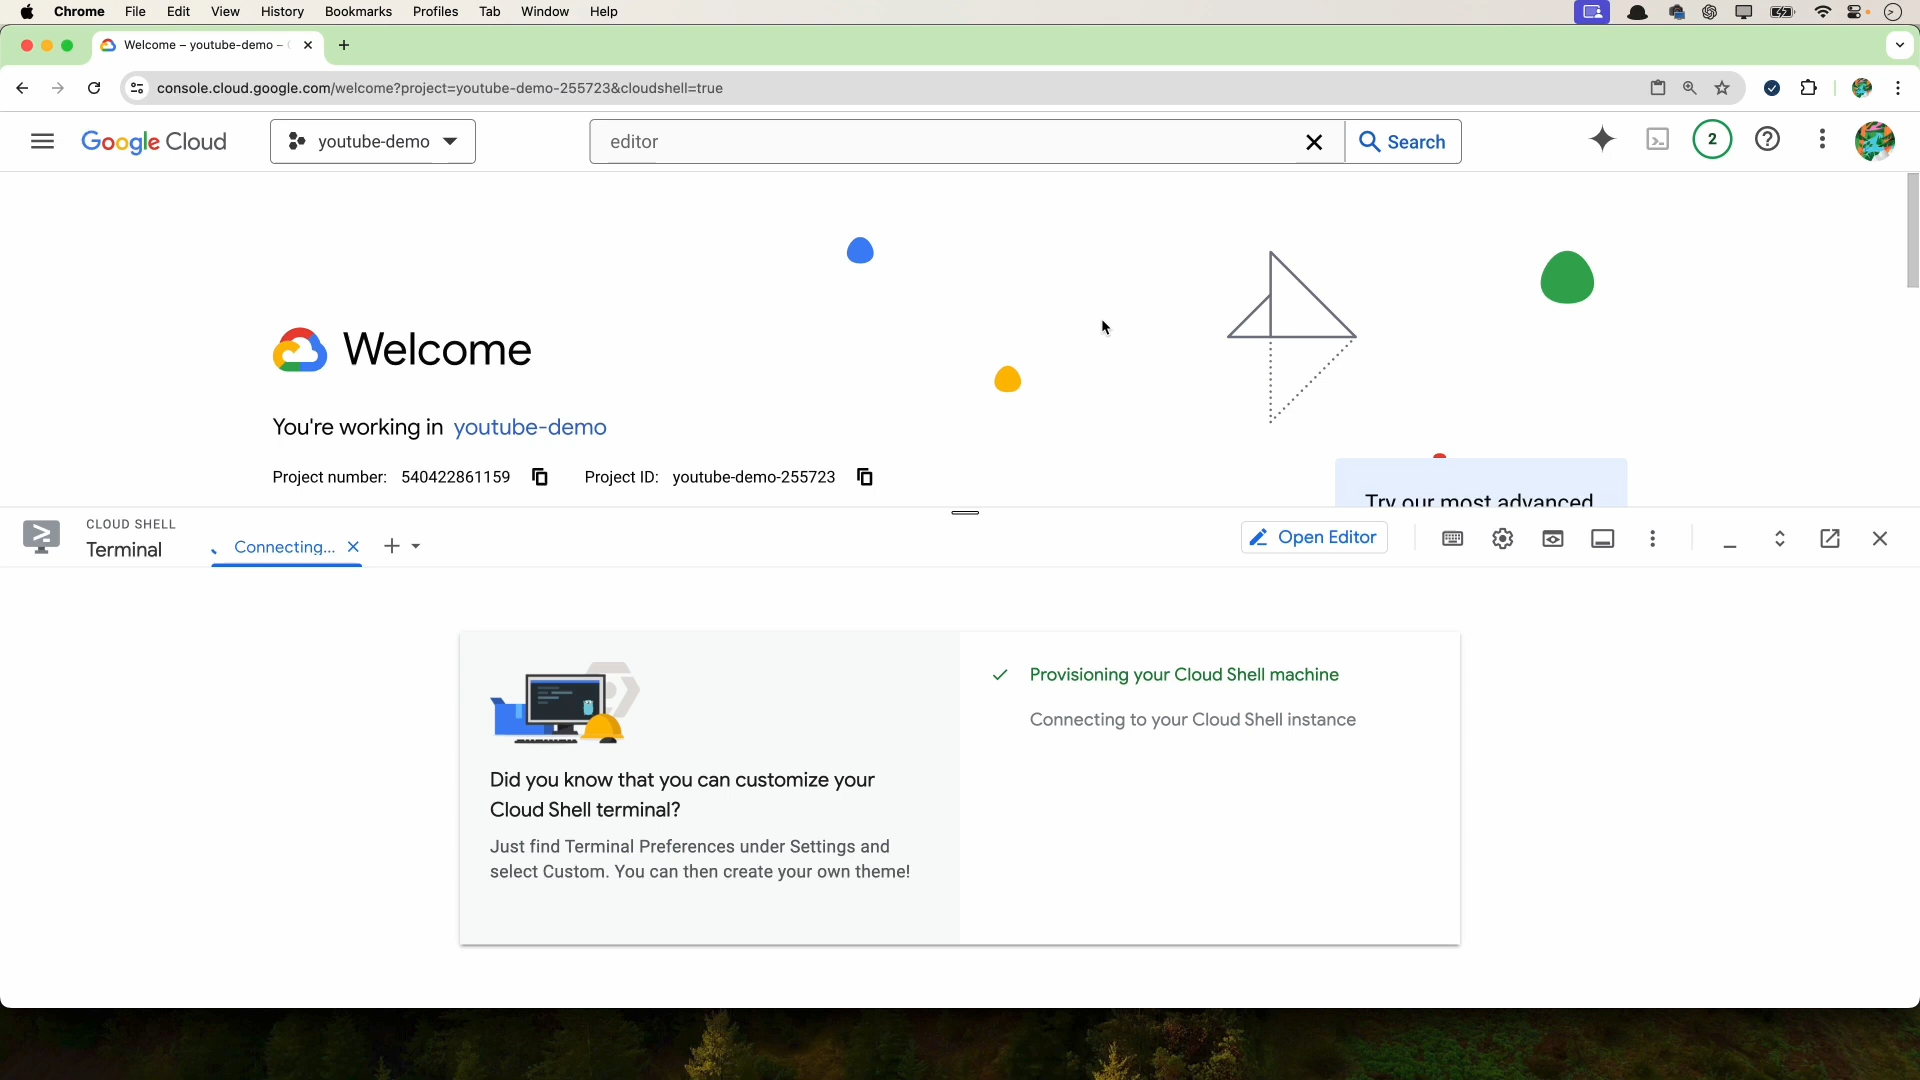 Chrome File Edit View History Bookmarks Profiles Tab Window Help
Welcome – youtube-demo –
console.cloud.google.com/welcome?project=youtube-demo-255723&cloudshell=true
Google Cloud
youtube-demo
editor
Search
2
Welcome
You're working in youtube-demo
Project number: 540422861159
Project ID: youtube-demo-255723
Try our most advanced
CLOUD SHELL
Terminal
Connecting...
Open Editor
Provisioning your Cloud Shell machine
Connecting to your Cloud Shell instance
Did you know that you can customize your
Cloud Shell terminal?
Just find Terminal Preferences under Settings and
select Custom. You can then create your own theme!